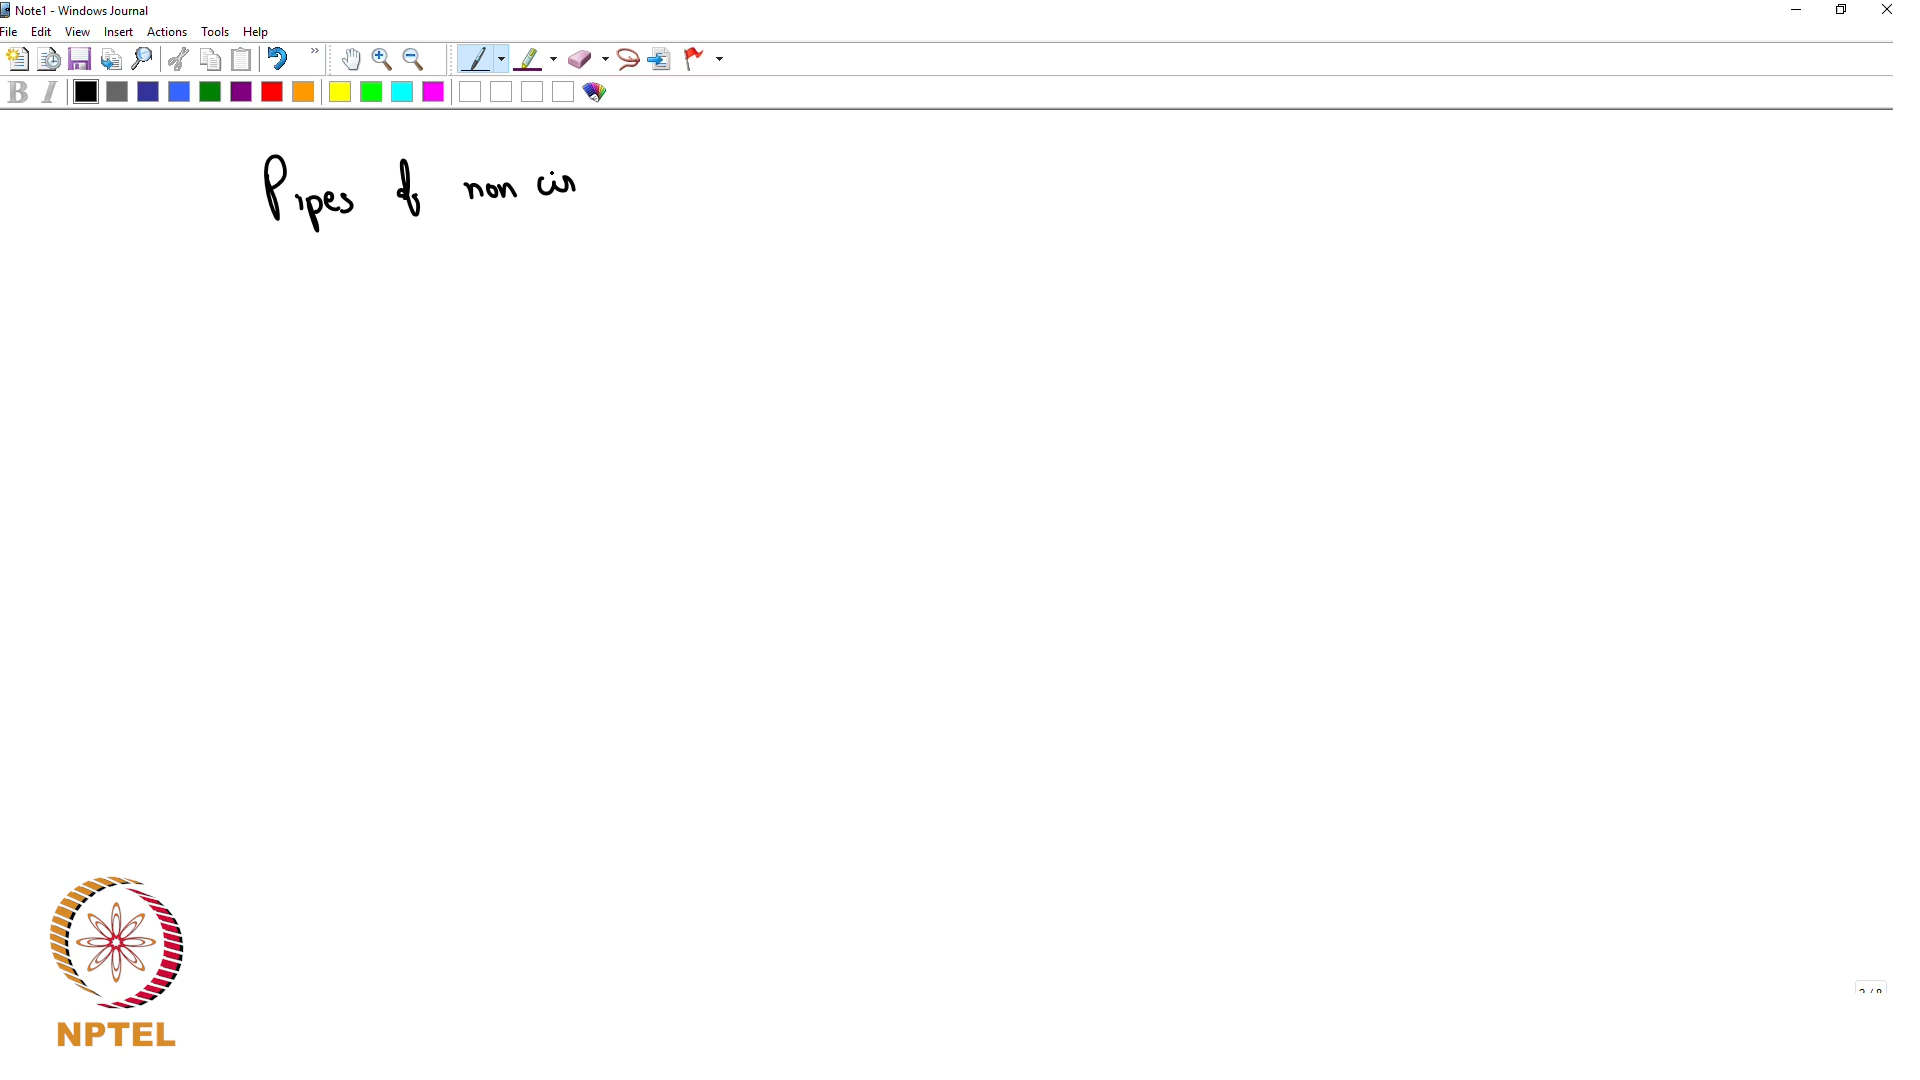 Note1 - Windows Journal
File Edit View Insert Actions Tools Help
B I
Pipes of non cir
NPTEL